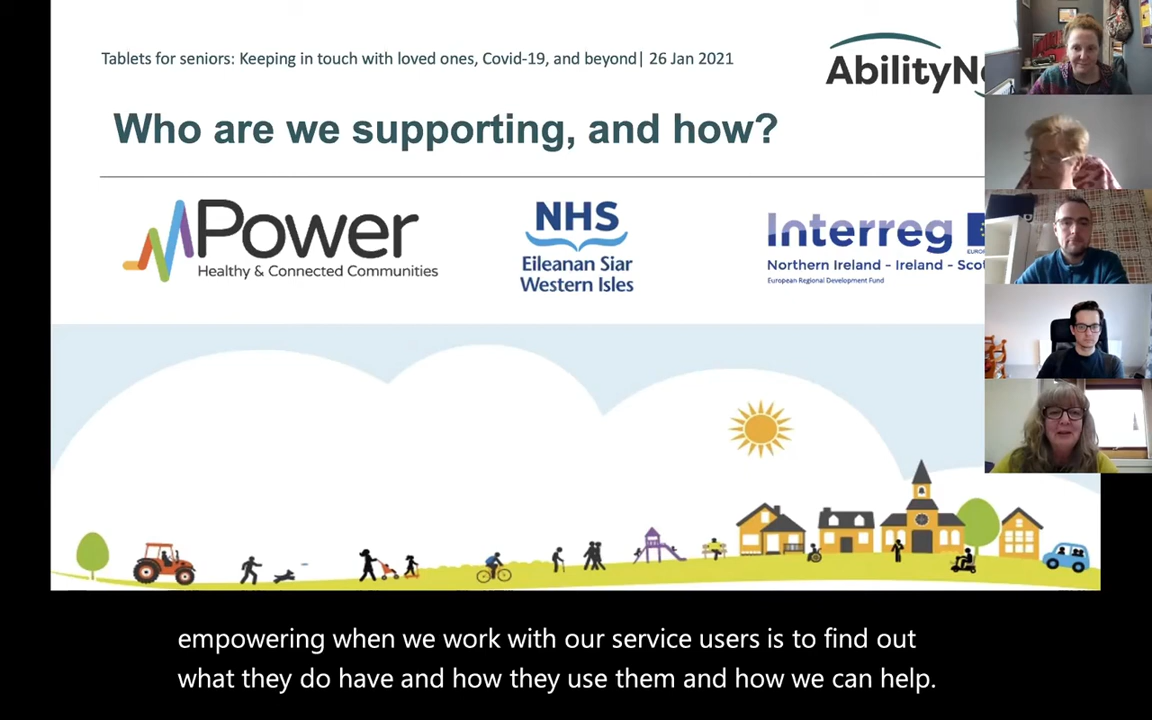 Tablets for seniors: Keeping in touch with loved ones, Covid-19, and beyond| 26 Jan 2021
AbilityN
Who are we supporting, and how?
Power
Healthy & Connected Communities
NHS
Eileanan Siar
Western Isles
Interreg
Northern Ireland - Ireland - Scot
European Regional Development Fund
empowering when we work with our service users is to find out
what they do have and how they use them and how we can help.